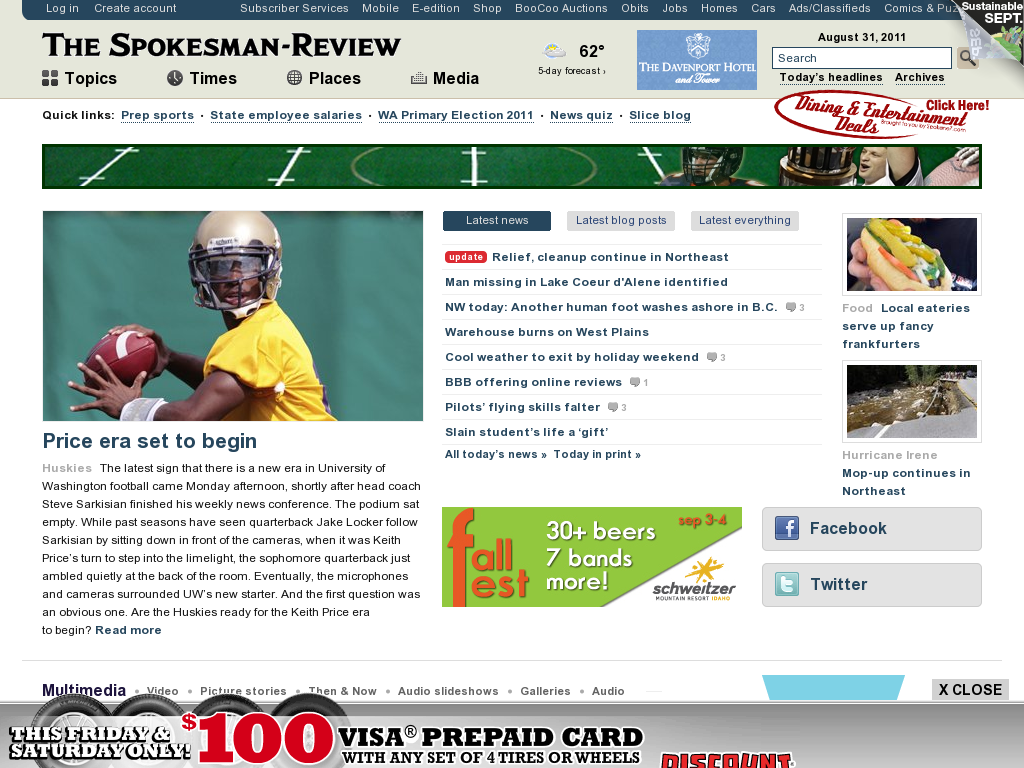 Log in Create account Subscriber Services Mobile E-edition Shop BooCoo Auctions Obits Jobs Homes Cars Ads/Classifieds Comics & Puz
Sustainable
SEPT.
THE SPOKESMAN-REVIEW
Topics Times Places Media
62°
5-day forecast ›
THE DAVENPORT HOTEL
and Tower
August 31, 2011
Search
Today's headlines Archives
Quick links: Prep sports · State employee salaries · WA Primary Election 2011 · News quiz · Slice blog
Dining & Entertainment
Deals
Click Here!
Brought to you by Spokane7.com
Latest news Latest blog posts Latest everything
update Relief, cleanup continue in Northeast
Man missing in Lake Coeur d'Alene identified
NW today: Another human foot washes ashore in B.C. 3
Warehouse burns on West Plains
Cool weather to exit by holiday weekend 3
BBB offering online reviews 1
Pilots' flying skills falter 3
Slain student's life a ‘gift’
All today's news » Today in print »
Food Local eateries
serve up fancy
frankfurters
Hurricane Irene
Mop-up continues in
Northeast
Price era set to begin
Huskies The latest sign that there is a new era in University of
Washington football came Monday afternoon, shortly after head coach
Steve Sarkisian finished his weekly news conference. The podium sat
empty. While past seasons have seen quarterback Jake Locker follow
Sarkisian by sitting down in front of the cameras, when it was Keith
Price's turn to step into the limelight, the sophomore quarterback just
ambled quietly at the back of the room. Eventually, the microphones
and cameras surrounded UW's new starter. And the first question was
an obvious one. Are the Huskies ready for the Keith Price era
to begin? Read more
fall
fest
30+ beers
7 bands
more!
sep 3-4
schweitzer
MOUNTAIN RESORT IDAHO
Facebook
Twitter
Multimedia • Video • Picture stories • Then & Now • Audio slideshows • Galleries • Audio
X CLOSE
THIS FRIDAY &
SATURDAY ONLY!
$100
VISA® PREPAID CARD
WITH ANY SET OF 4 TIRES OR WHEELS
DISCOUNT